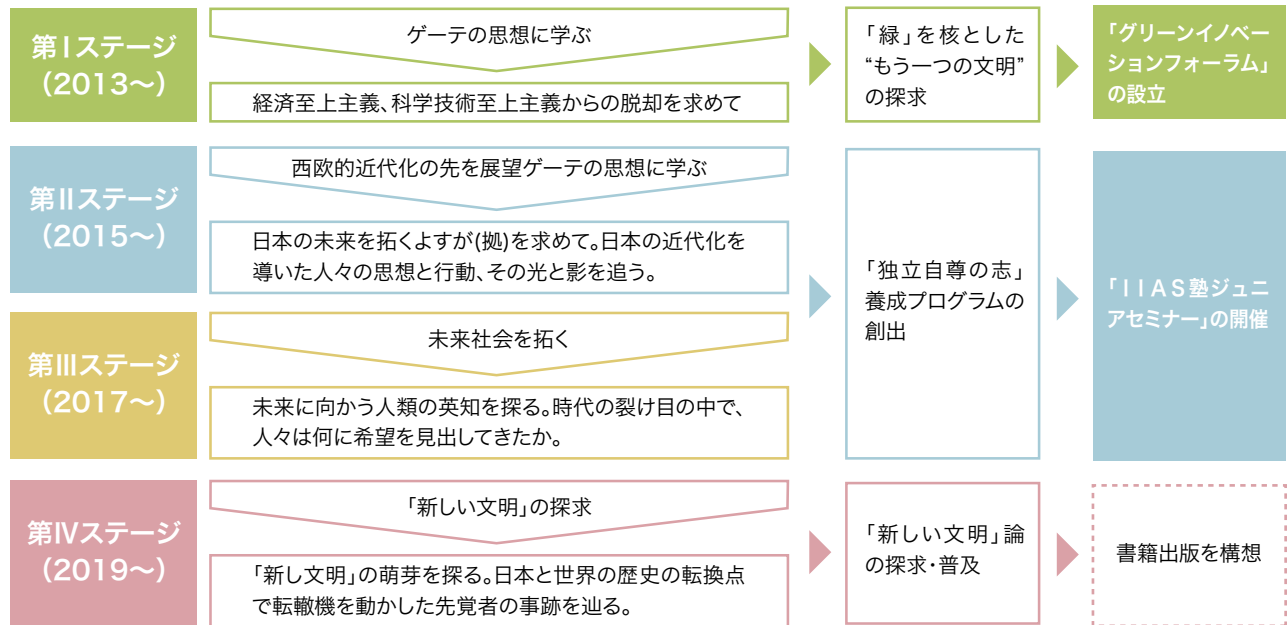 第Ⅰステージ
（2013〜）
ゲーテの思想に学ぶ
経済至上主義、科学技術至上主義からの脱却を求めて
「緑」を核とした
“もう一つの文明”
の探求
「グリーンイノベー
ションフォーラム」
の設立
第Ⅱステージ
（2015〜）
西欧的近代化の先を展望ゲーテの思想に学ぶ
日本の未来を拓くよすが(拠)を求めて。日本の近代化を
導いた人々の思想と行動、その光と影を追う。
第Ⅲステージ
（2017〜）
未来社会を拓く
未来に向かう人類の英知を探る。時代の裂け目の中で、
人々は何に希望を見出してきたか。
「独立自尊の志」
養成プログラムの
創出
「ＩＩＡＳ塾ジュニ
アセミナー」の開催
第Ⅳステージ
（2019〜）
「新しい文明」の探求
「新し文明」の萌芽を探る。日本と世界の歴史の転換点
で転轍機を動かした先覚者の事跡を辿る。
「新しい文明」論
の探求・普及
書籍出版を構想